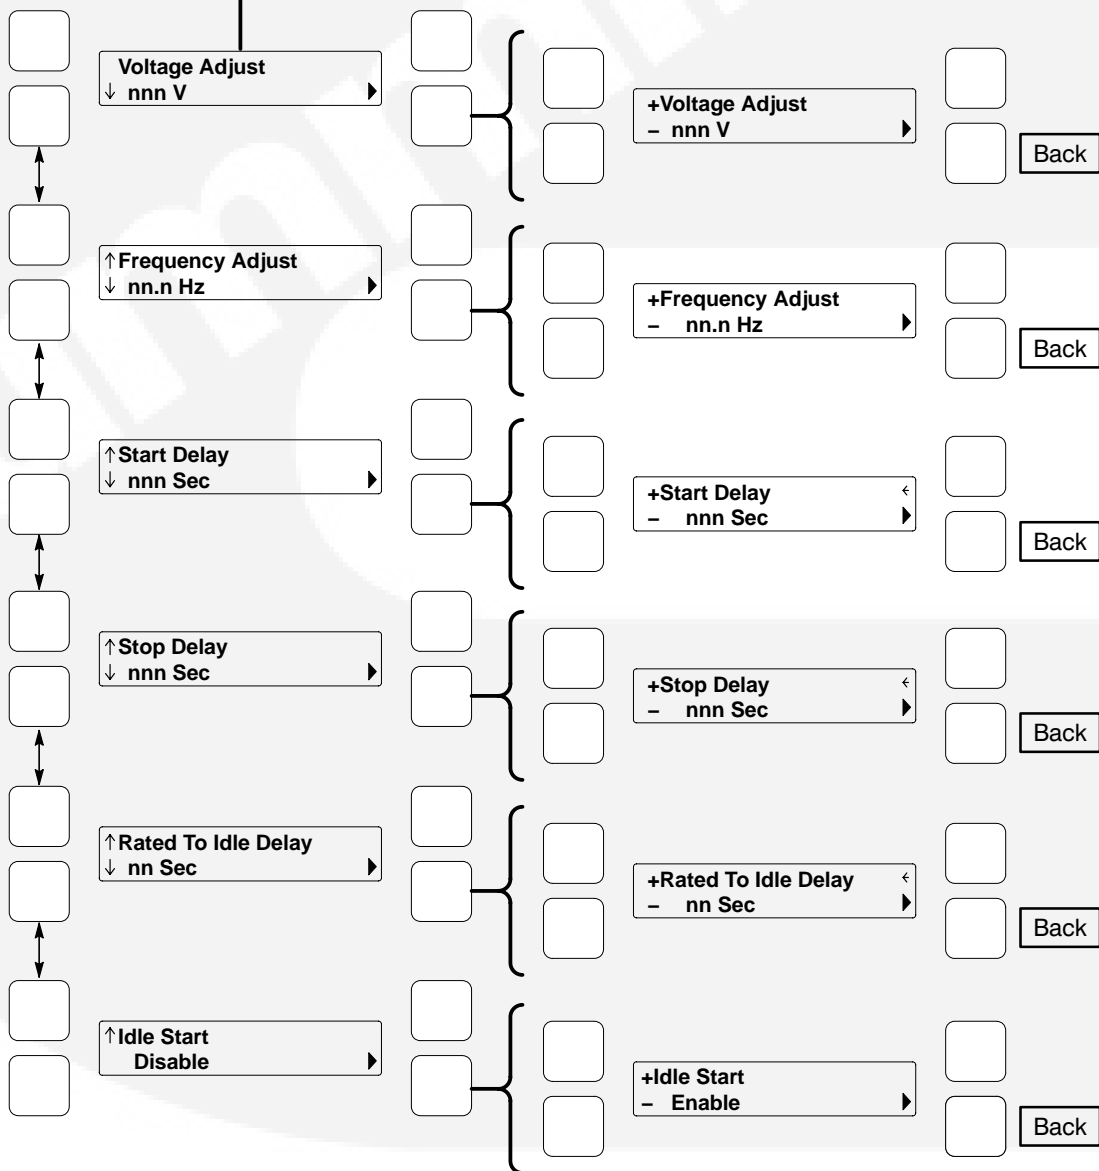 Voltage Adjust
↓ nnn V
+Voltage Adjust
– nnn V
Back
↑Frequency Adjust
↓ nn.n Hz
+Frequency Adjust
– nn.n Hz
Back
↑Start Delay
↓ nnn Sec
+Start Delay
– nnn Sec
Back
↑Stop Delay
↓ nnn Sec
+Stop Delay
– nnn Sec
Back
↑Rated To Idle Delay
↓ nn Sec
+Rated To Idle Delay
– nn Sec
Back
↑Idle Start
Disable
+Idle Start
– Enable
Back